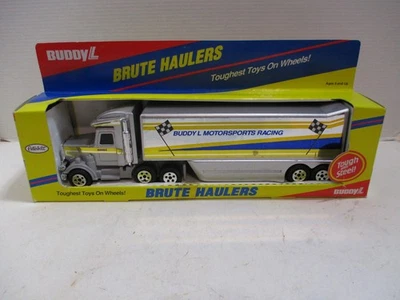 BUDDY L
BRUTE HAULERS
Toughest Toys On Wheels!
BUDDY L MOTORSPORTS RACING
Tough
Steel!
Toughest Toys On Wheels!
BRUTE HAULERS
BUDDY L